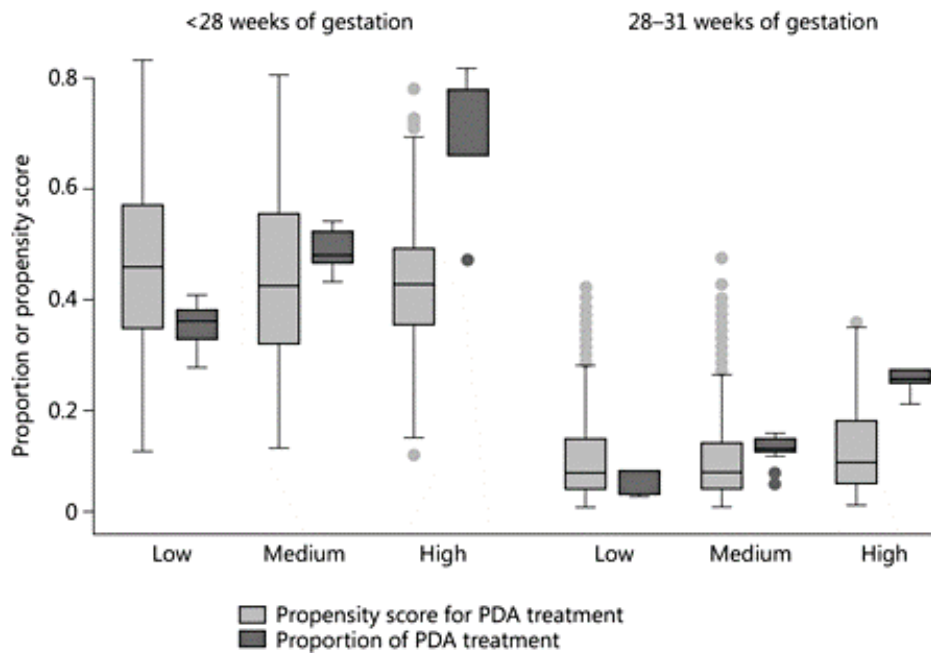 <28 weeks of gestation
28–31 weeks of gestation
Proportion or propensity score
0.8
0.6
0.4
0.2
0
Low Medium High Low Medium High
Propensity score for PDA treatment
Proportion of PDA treatment